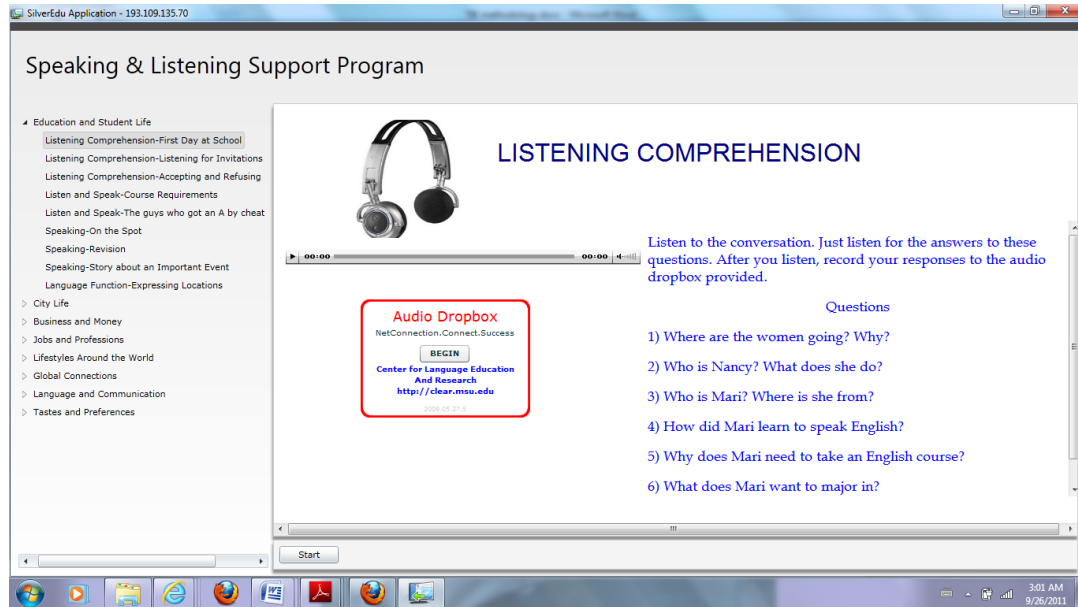 SilverEdu Application - 193.109.135.70
Speaking & Listening Support Program
Education and Student Life
Listening Comprehension-First Day at School
Listening Comprehension-Listening for Invitations
Listening Comprehension-Accepting and Refusing
Listen and Speak-Course Requirements
Listen and Speak-The guys who got an A by cheat
Speaking-On the Spot
Speaking-Revision
Speaking-Story about an Important Event
Language Function-Expressing Locations
City Life
Business and Money
Jobs and Professions
Lifestyles Around the World
Global Connections
Language and Communication
Tastes and Preferences
LISTENING COMPREHENSION
00:00 00:00
Audio Dropbox
NetConnection.Connect.Success
BEGIN
Center for Language Education
And Research
http://clear.msu.edu
2009.05.27.5
Listen to the conversation. Just listen for the answers to these
questions. After you listen, record your responses to the audio
dropbox provided.
Questions
1) Where are the women going? Why?
2) Who is Nancy? What does she do?
3) Who is Mari? Where is she from?
4) How did Mari learn to speak English?
5) Why does Mari need to take an English course?
6) What does Mari want to major in?
Start
3:01 AM
9/26/2011